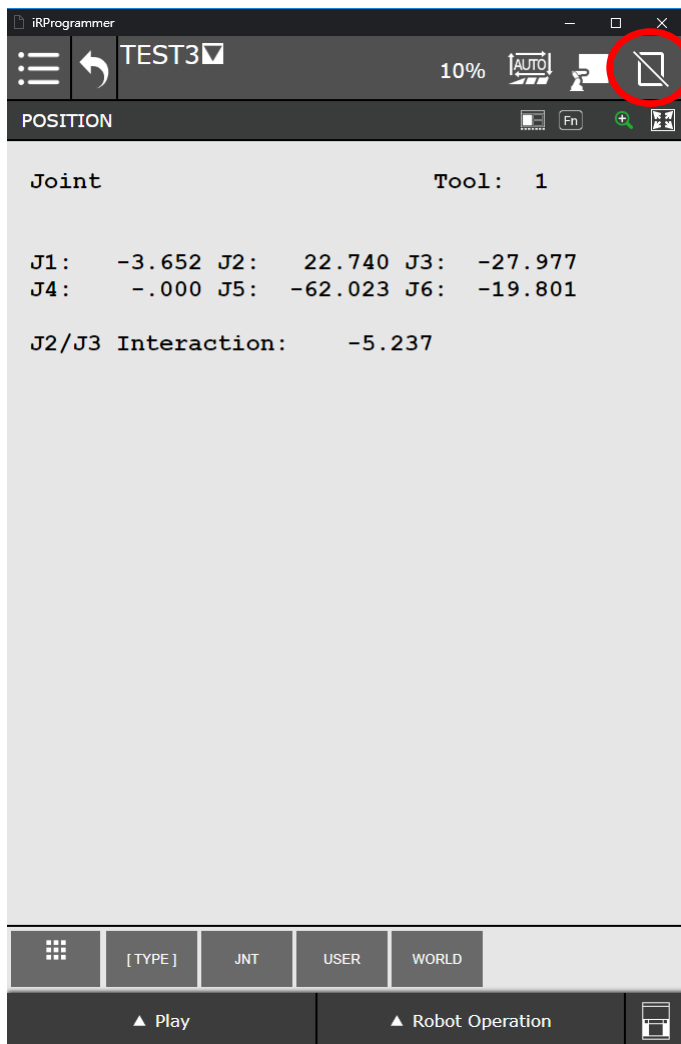 iRProgrammer
TEST3
10% AUTO
POSITION Fn
Joint Tool: 1
J1: -3.652 J2: 22.740 J3: -27.977
J4: -.000 J5: -62.023 J6: -19.801
J2/J3 Interaction: -5.237
[ TYPE ] JNT USER WORLD
▲ Play ▲ Robot Operation